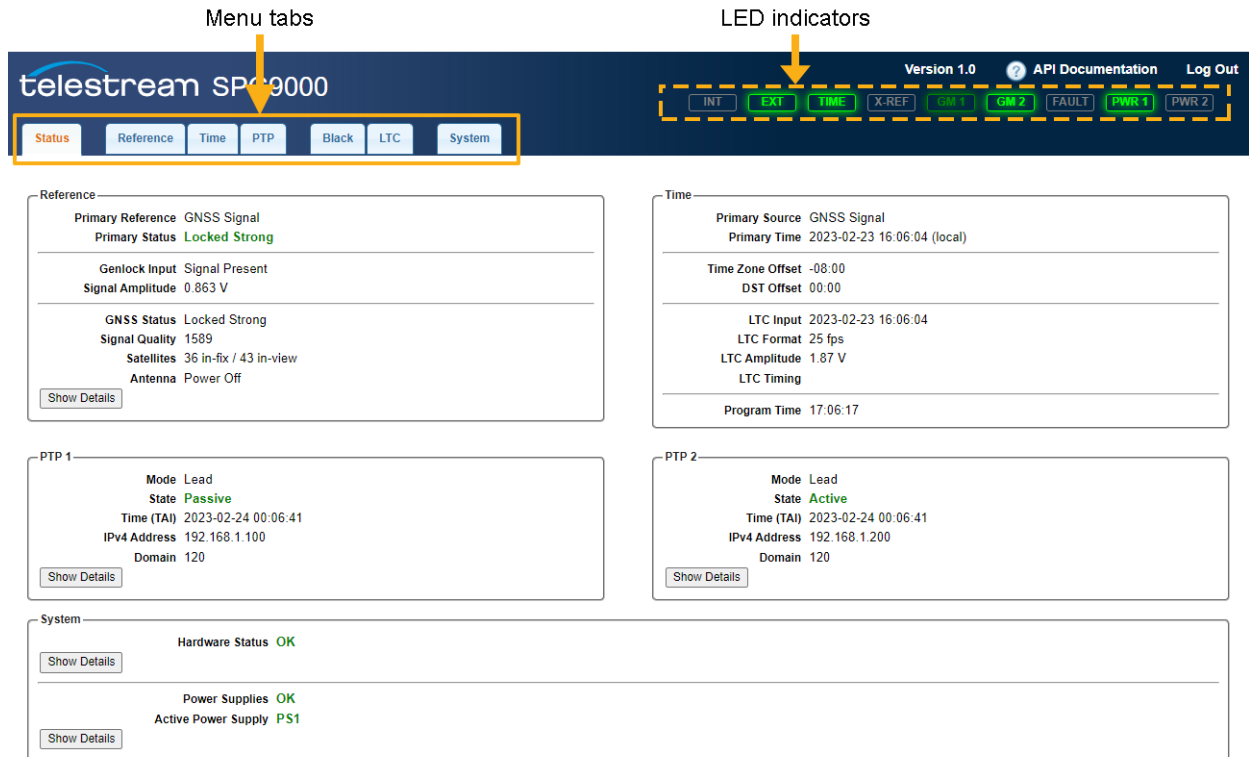 Menu tabs
LED indicators
telestream SPG9000
Version 1.0 ? API Documentation Log Out
INT EXT TIME X-REF GM 1 GM 2 FAULT PWR 1 PWR 2
Status Reference Time PTP Black LTC System
Reference
Primary Reference GNSS Signal
Primary Status Locked Strong
Genlock Input Signal Present
Signal Amplitude 0.863 V
GNSS Status Locked Strong
Signal Quality 1589
Satellites 36 in-fix / 43 in-view
Antenna Power Off
Show Details
Time
Primary Source GNSS Signal
Primary Time 2023-02-23 16:06:04 (local)
Time Zone Offset -08:00
DST Offset 00:00
LTC Input 2023-02-23 16:06:04
LTC Format 25 fps
LTC Amplitude 1.87 V
LTC Timing
Program Time 17:06:17
PTP 1
Mode Lead
State Passive
Time (TAI) 2023-02-24 00:06:41
IPv4 Address 192.168.1.100
Domain 120
Show Details
PTP 2
Mode Lead
State Active
Time (TAI) 2023-02-24 00:06:41
IPv4 Address 192.168.1.200
Domain 120
Show Details
System
Hardware Status OK
Show Details
Power Supplies OK
Active Power Supply PS1
Show Details